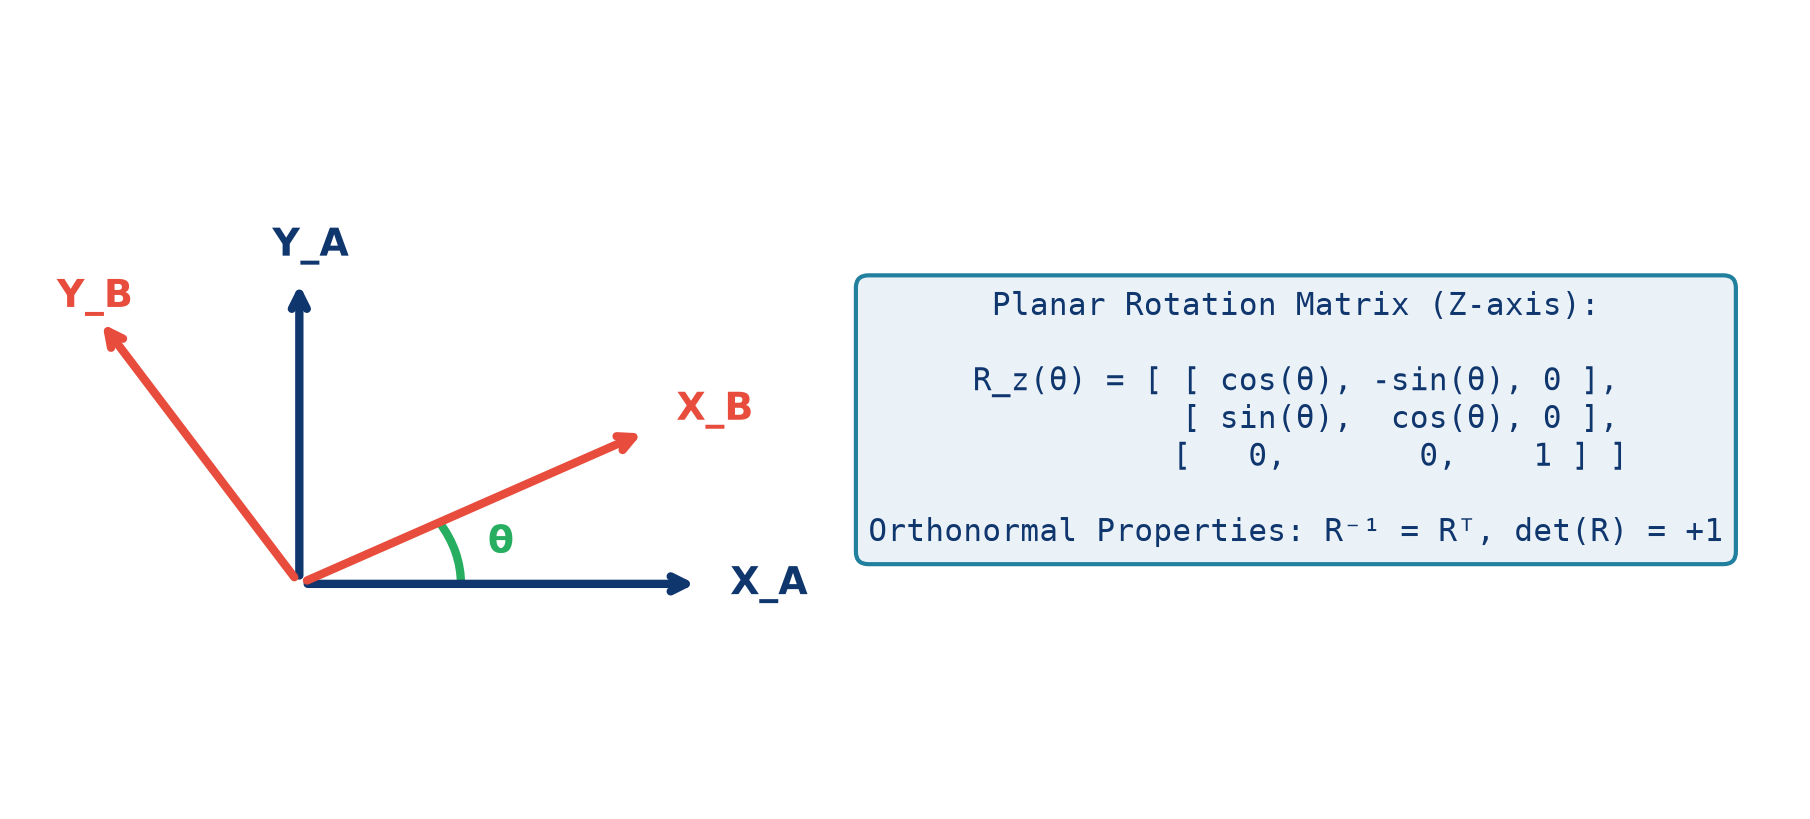 Y_A
Y_B
X_B
θ
X_A
Planar Rotation Matrix (Z-axis):
R_z(θ) = [ [ cos(θ), -sin(θ), 0 ],
[ sin(θ),  cos(θ), 0 ],
[   0,       0,    1 ] ]
Orthonormal Properties: R⁻¹ = Rᵀ, det(R) = +1